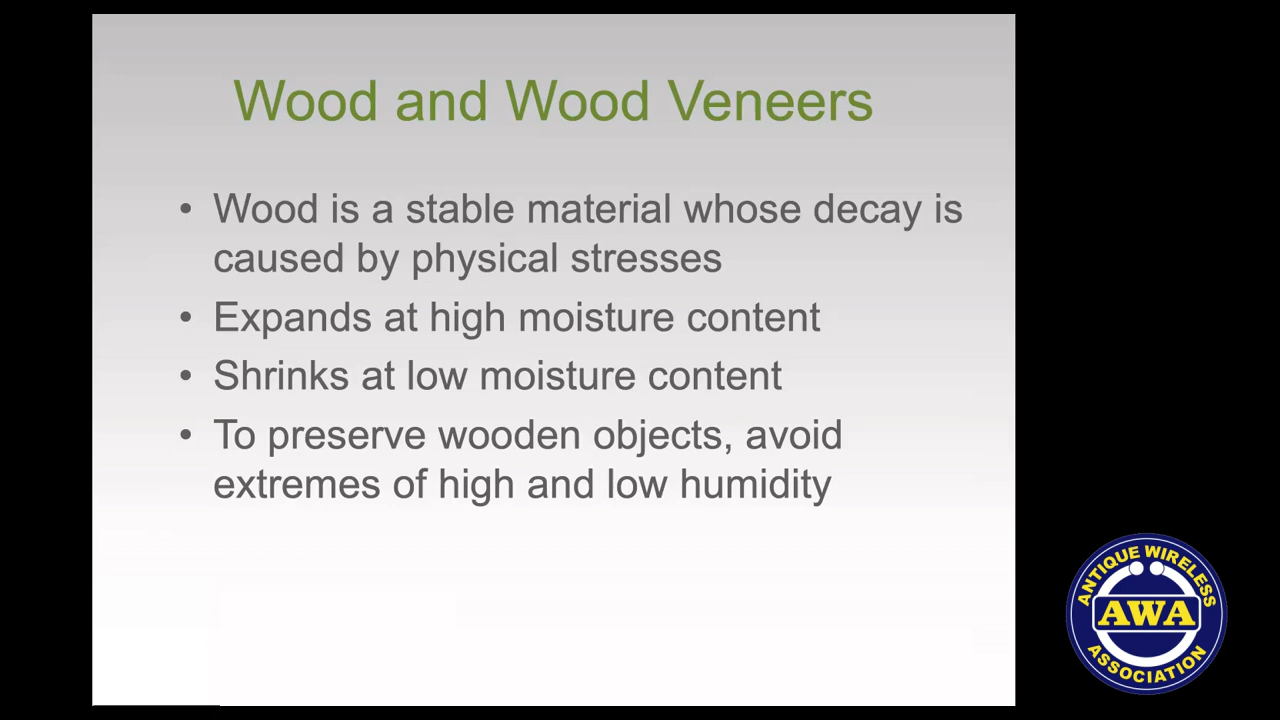 Wood and Wood Veneers
• Wood is a stable material whose decay is
caused by physical stresses
• Expands at high moisture content
• Shrinks at low moisture content
• To preserve wooden objects, avoid
extremes of high and low humidity
ANTIQUE WIRELESS
AWA
ASSOCIATION